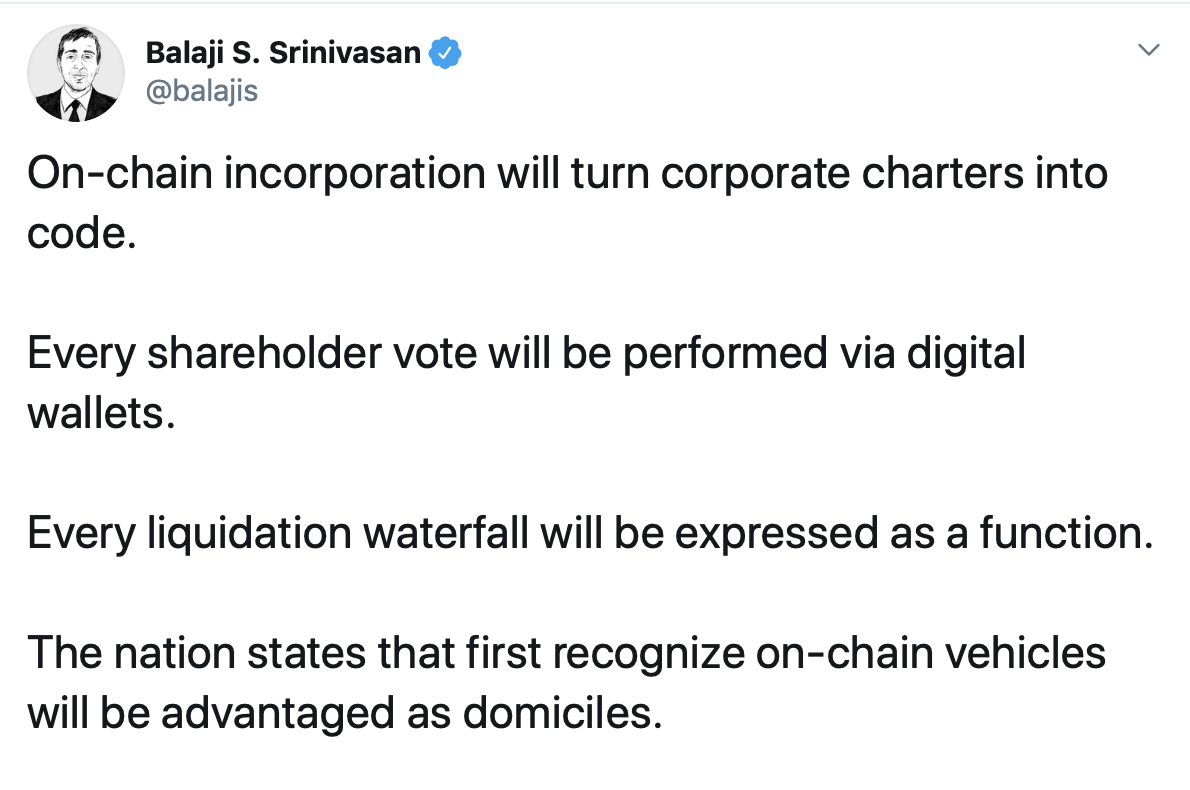 Balaji S. Srinivasan
@balajis
On-chain incorporation will turn corporate charters into
code.
Every shareholder vote will be performed via digital
wallets.
Every liquidation waterfall will be expressed as a function.
The nation states that first recognize on-chain vehicles
will be advantaged as domiciles.